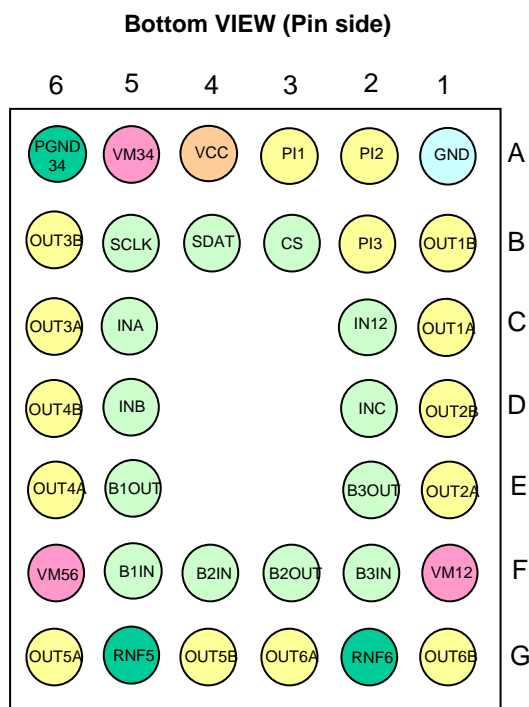 Bottom VIEW (Pin side)
6 5 4 3 2 1
PGND
34 VM34 VCC PI1 PI2 GND A
OUT3B SCLK SDAT CS PI3 OUT1B B
OUT3A INA IN12 OUT1A C
OUT4B INB INC OUT2B D
OUT4A B1OUT B3OUT OUT2A E
VM56 B1IN B2IN B2OUT B3IN VM12 F
OUT5A RNF5 OUT5B OUT6A RNF6 OUT6B G